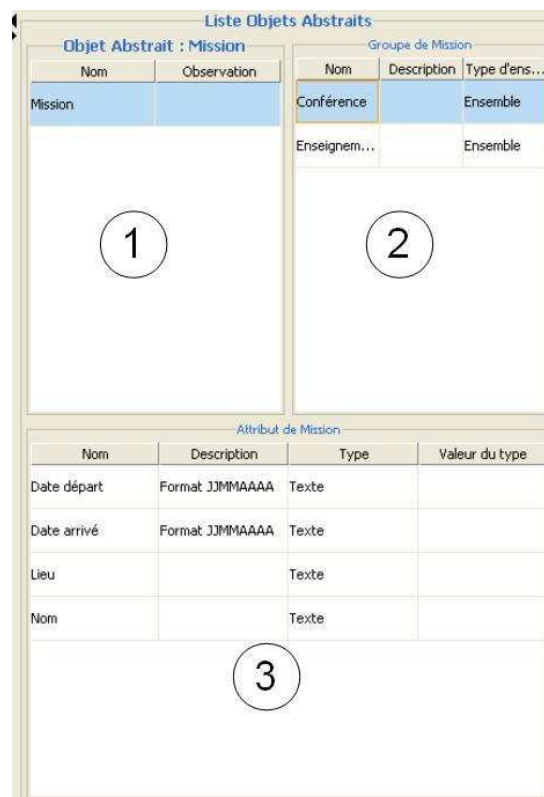 Liste Objets Abstraits
Objet Abstrait : Mission
Nom Observation
Mission
1
Groupe de Mission
Nom Description Type d'ens...
Conférence Ensemble
Enseignem... Ensemble
2
Attribut de Mission
Nom Description Type Valeur du type
Date départ Format JJMMAAAA Texte
Date arrivé Format JJMMAAAA Texte
Lieu Texte
Nom Texte
3